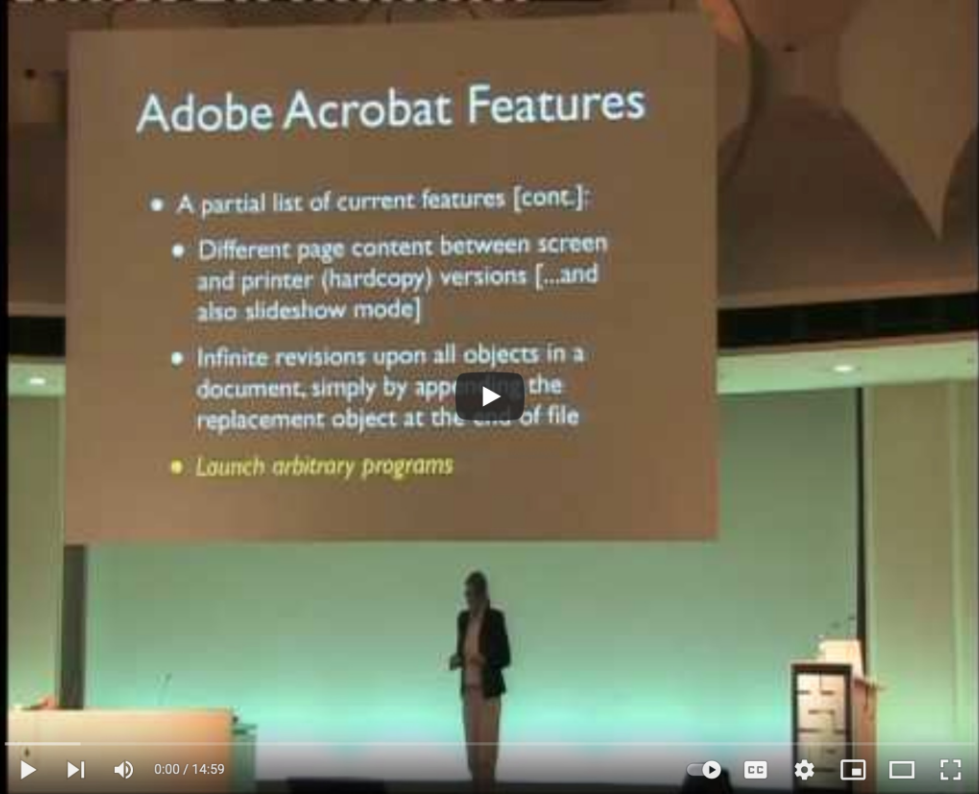 Adobe Acrobat Features
• A partial list of current features [cont.]:
• Different page content between screen
and printer (hardcopy) versions [...and
also slideshow mode]
• Infinite revisions upon all objects in a
document, simply by the
replacement object at the end of file
• Launch arbitrary programs
0:00 / 14:59
CC